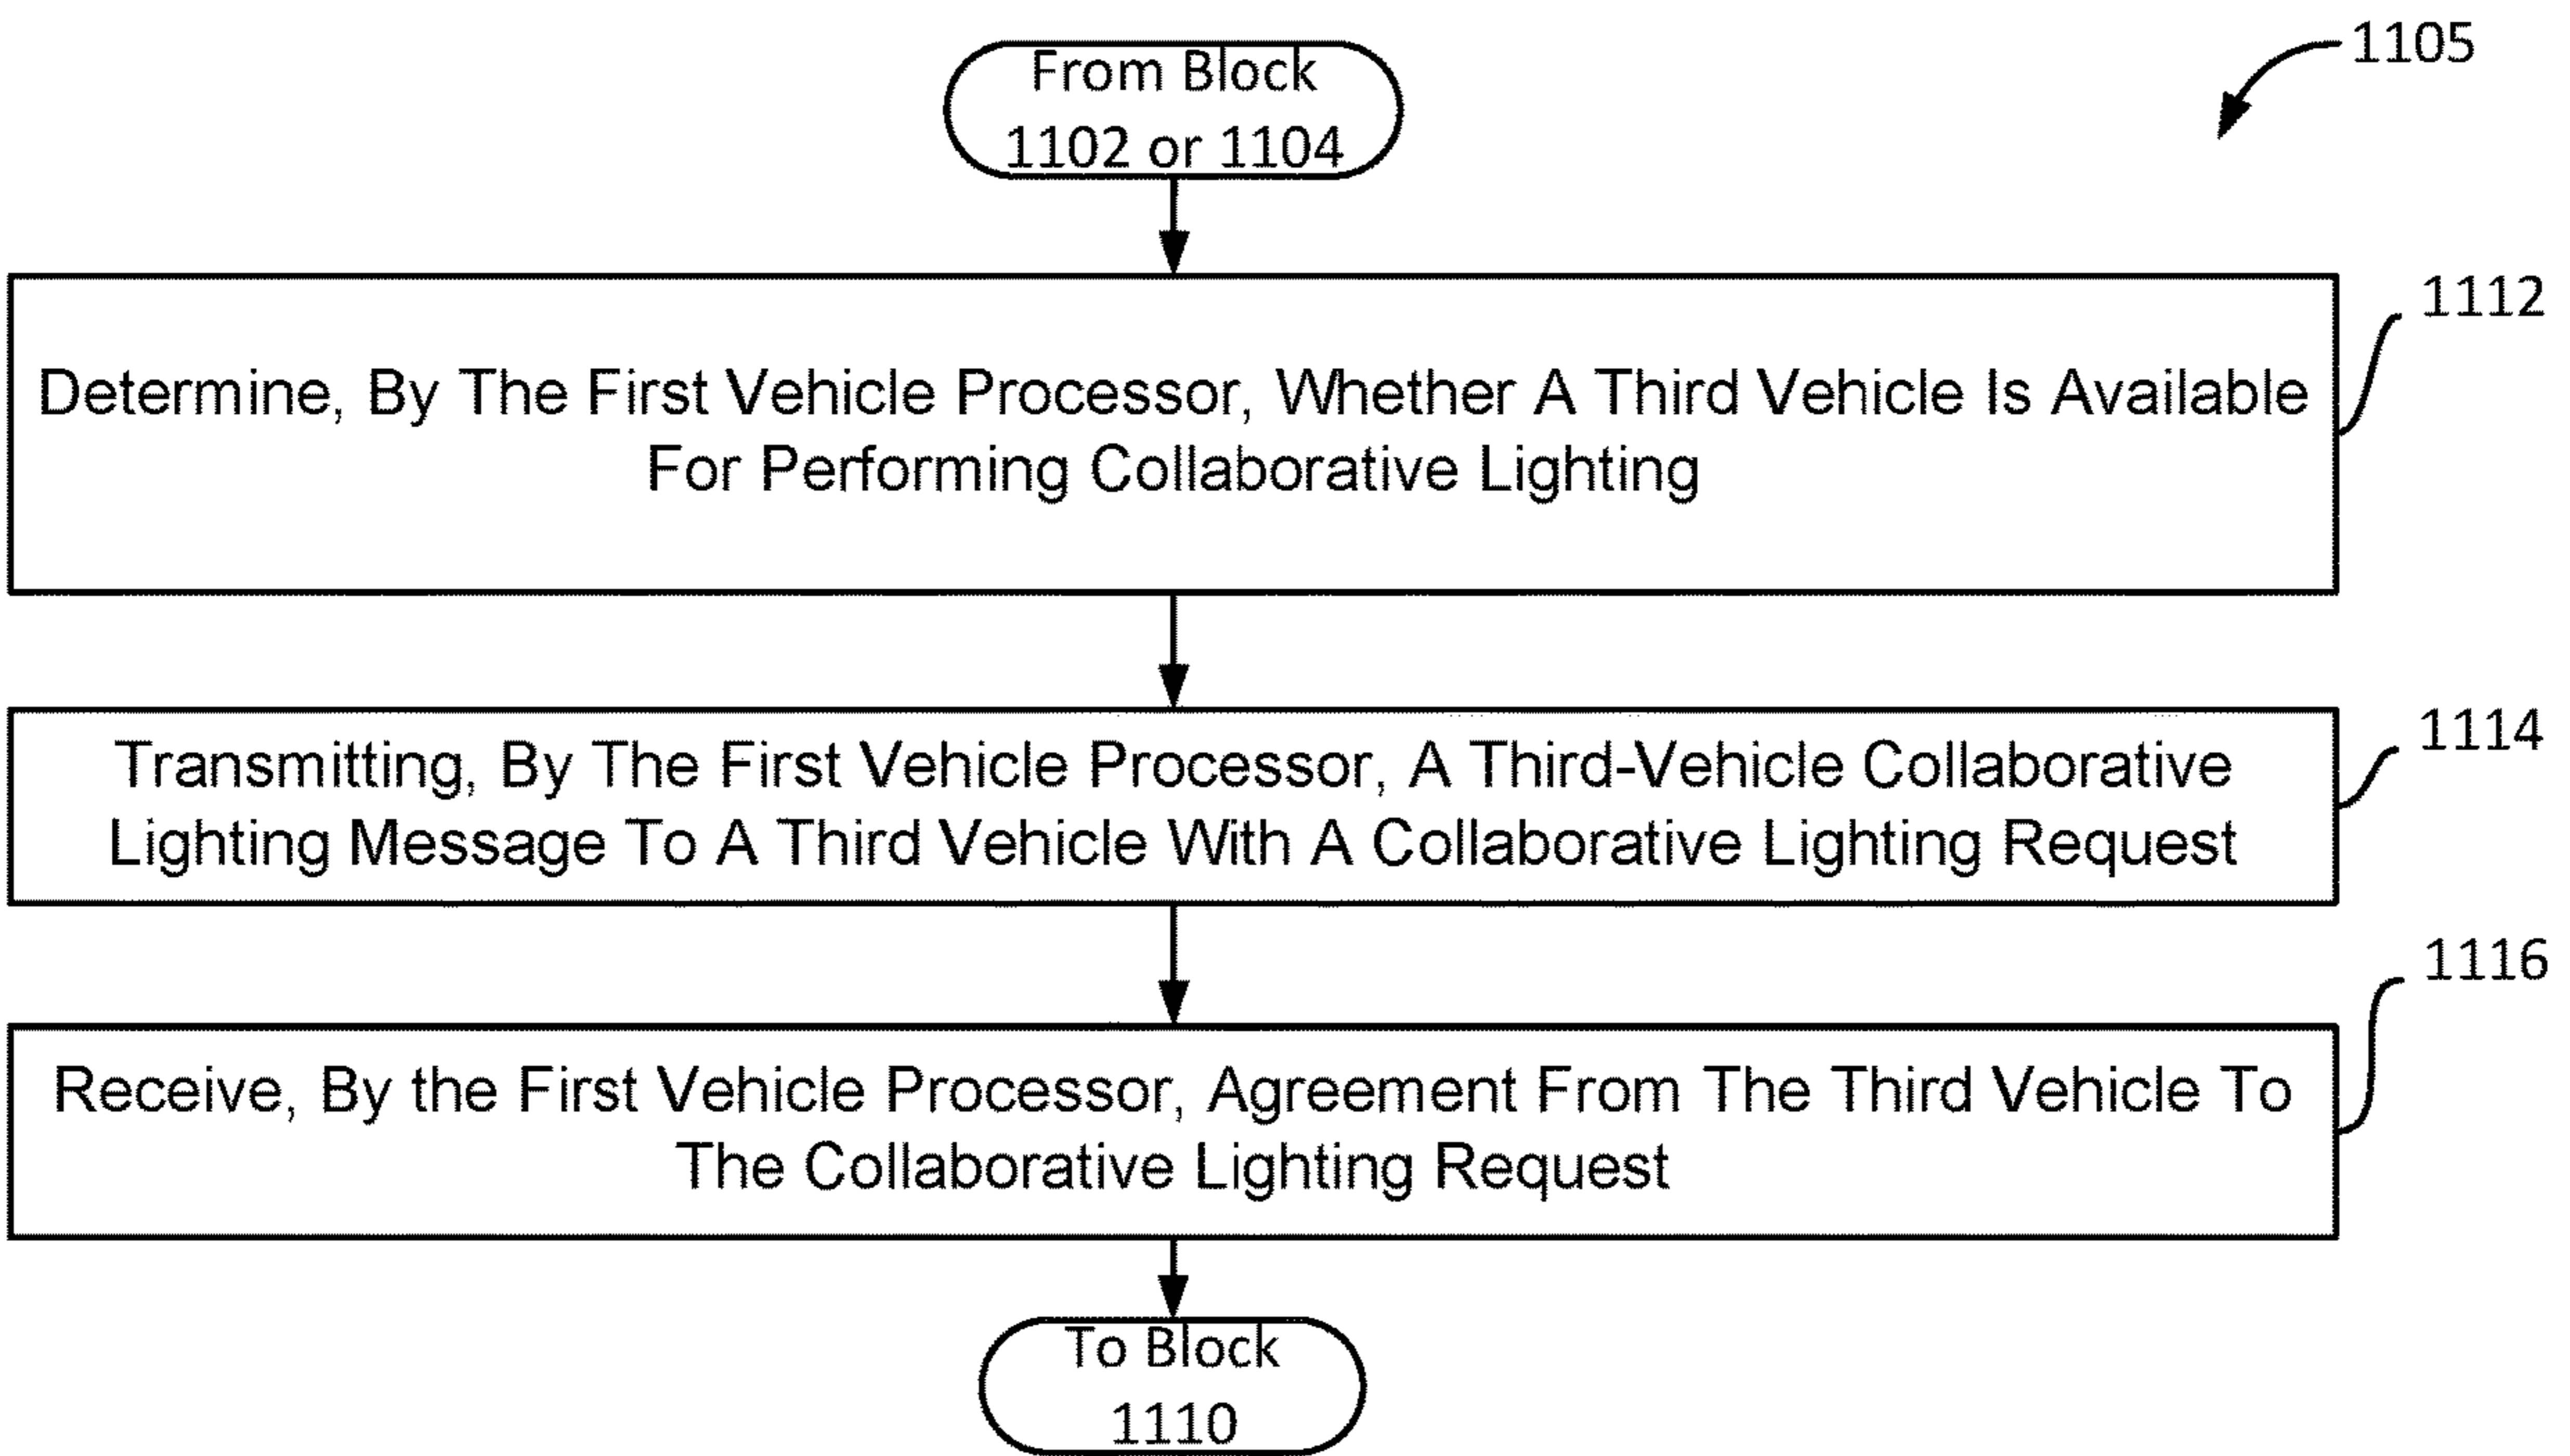 From Block
1102 or 1104
1105
Determine, By The First Vehicle Processor, Whether A Third Vehicle Is Available
For Performing Collaborative Lighting
1112
Transmitting, By The First Vehicle Processor, A Third-Vehicle Collaborative
Lighting Message To A Third Vehicle With A Collaborative Lighting Request
1114
Receive, By the First Vehicle Processor, Agreement From The Third Vehicle To
The Collaborative Lighting Request
1116
To Block
1110